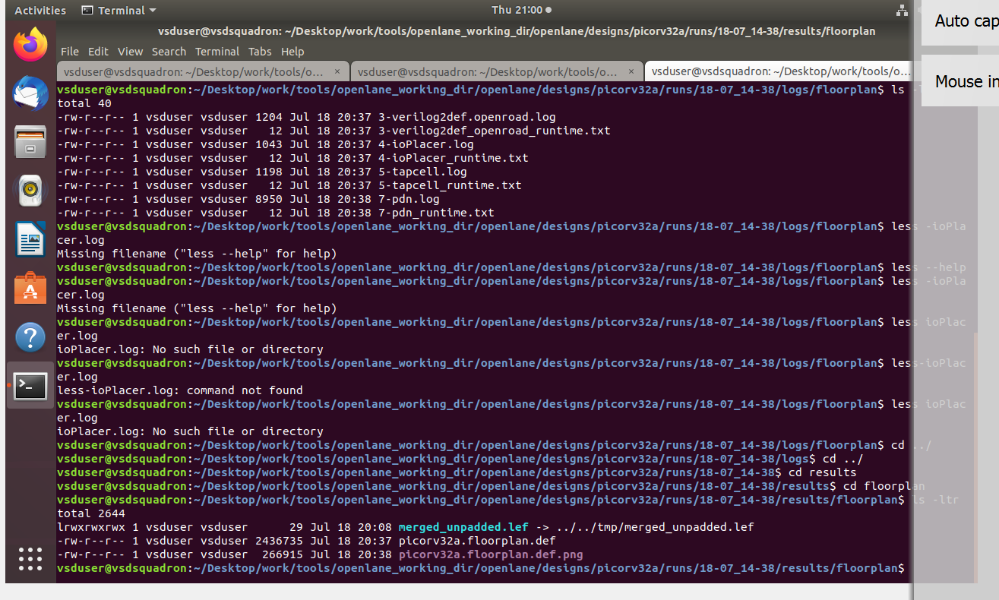 Activities
Terminal
Thu 21:00
Auto cap
vsduser@vsdsquadron: ~/Desktop/work/tools/openlane_working_dir/openlane/designs/picorv32a/runs/18-07_14-38/results/floorplan
File Edit View Search Terminal Tabs Help
vsduser@vsdsquadron: ~/Desktop/work/tools/o... ×
vsduser@vsdsquadron: ~/Desktop/work/tools/o... ×
vsduser@vsdsquadron: ~/Desktop/work/tools/o...
Mouse in
vsduser@vsdsquadron:~/Desktop/work/tools/openlane_working_dir/openlane/designs/picorv32a/runs/18-07_14-38/logs/floorplan$ ls -l
total 40
-rw-r--r-- 1 vsduser vsduser 1204 Jul 18 20:37 3-verilog2def.openroad.log
-rw-r--r-- 1 vsduser vsduser   12 Jul 18 20:37 3-verilog2def_openroad_runtime.txt
-rw-r--r-- 1 vsduser vsduser 1043 Jul 18 20:37 4-ioPlacer.log
-rw-r--r-- 1 vsduser vsduser   12 Jul 18 20:37 4-ioPlacer_runtime.txt
-rw-r--r-- 1 vsduser vsduser 1198 Jul 18 20:37 5-tapcell.log
-rw-r--r-- 1 vsduser vsduser   12 Jul 18 20:37 5-tapcell_runtime.txt
-rw-r--r-- 1 vsduser vsduser 8950 Jul 18 20:38 7-pdn.log
-rw-r--r-- 1 vsduser vsduser   12 Jul 18 20:38 7-pdn_runtime.txt
vsduser@vsdsquadron:~/Desktop/work/tools/openlane_working_dir/openlane/designs/picorv32a/runs/18-07_14-38/logs/floorplan$ less -ioPla
cer.log
Missing filename ("less --help" for help)
vsduser@vsdsquadron:~/Desktop/work/tools/openlane_working_dir/openlane/designs/picorv32a/runs/18-07_14-38/logs/floorplan$ less --help
vsduser@vsdsquadron:~/Desktop/work/tools/openlane_working_dir/openlane/designs/picorv32a/runs/18-07_14-38/logs/floorplan$ less -ioPla
cer.log
Missing filename ("less --help" for help)
vsduser@vsdsquadron:~/Desktop/work/tools/openlane_working_dir/openlane/designs/picorv32a/runs/18-07_14-38/logs/floorplan$ less ioPlac
er.log
ioPlacer.log: No such file or directory
vsduser@vsdsquadron:~/Desktop/work/tools/openlane_working_dir/openlane/designs/picorv32a/runs/18-07_14-38/logs/floorplan$ less-ioPlac
er.log
less-ioPlacer.log: command not found
vsduser@vsdsquadron:~/Desktop/work/tools/openlane_working_dir/openlane/designs/picorv32a/runs/18-07_14-38/logs/floorplan$ less ioPlac
er.log
ioPlacer.log: No such file or directory
vsduser@vsdsquadron:~/Desktop/work/tools/openlane_working_dir/openlane/designs/picorv32a/runs/18-07_14-38/logs/floorplan$ cd ../
vsduser@vsdsquadron:~/Desktop/work/tools/openlane_working_dir/openlane/designs/picorv32a/runs/18-07_14-38/logs$ cd ../
vsduser@vsdsquadron:~/Desktop/work/tools/openlane_working_dir/openlane/designs/picorv32a/runs/18-07_14-38$ cd results
vsduser@vsdsquadron:~/Desktop/work/tools/openlane_working_dir/openlane/designs/picorv32a/runs/18-07_14-38/results$ cd floorplan
vsduser@vsdsquadron:~/Desktop/work/tools/openlane_working_dir/openlane/designs/picorv32a/runs/18-07_14-38/results/floorplan$ ls -ltr
total 2644
lrwxrwxrwx 1 vsduser vsduser      29 Jul 18 20:08 merged_unpadded.lef -> ../../tmp/merged_unpadded.lef
-rw-r--r-- 1 vsduser vsduser 2436735 Jul 18 20:37 picorv32a.floorplan.def
-rw-r--r-- 1 vsduser vsduser  266915 Jul 18 20:38 picorv32a.floorplan.def.png
vsduser@vsdsquadron:~/Desktop/work/tools/openlane_working_dir/openlane/designs/picorv32a/runs/18-07_14-38/results/floorplan$